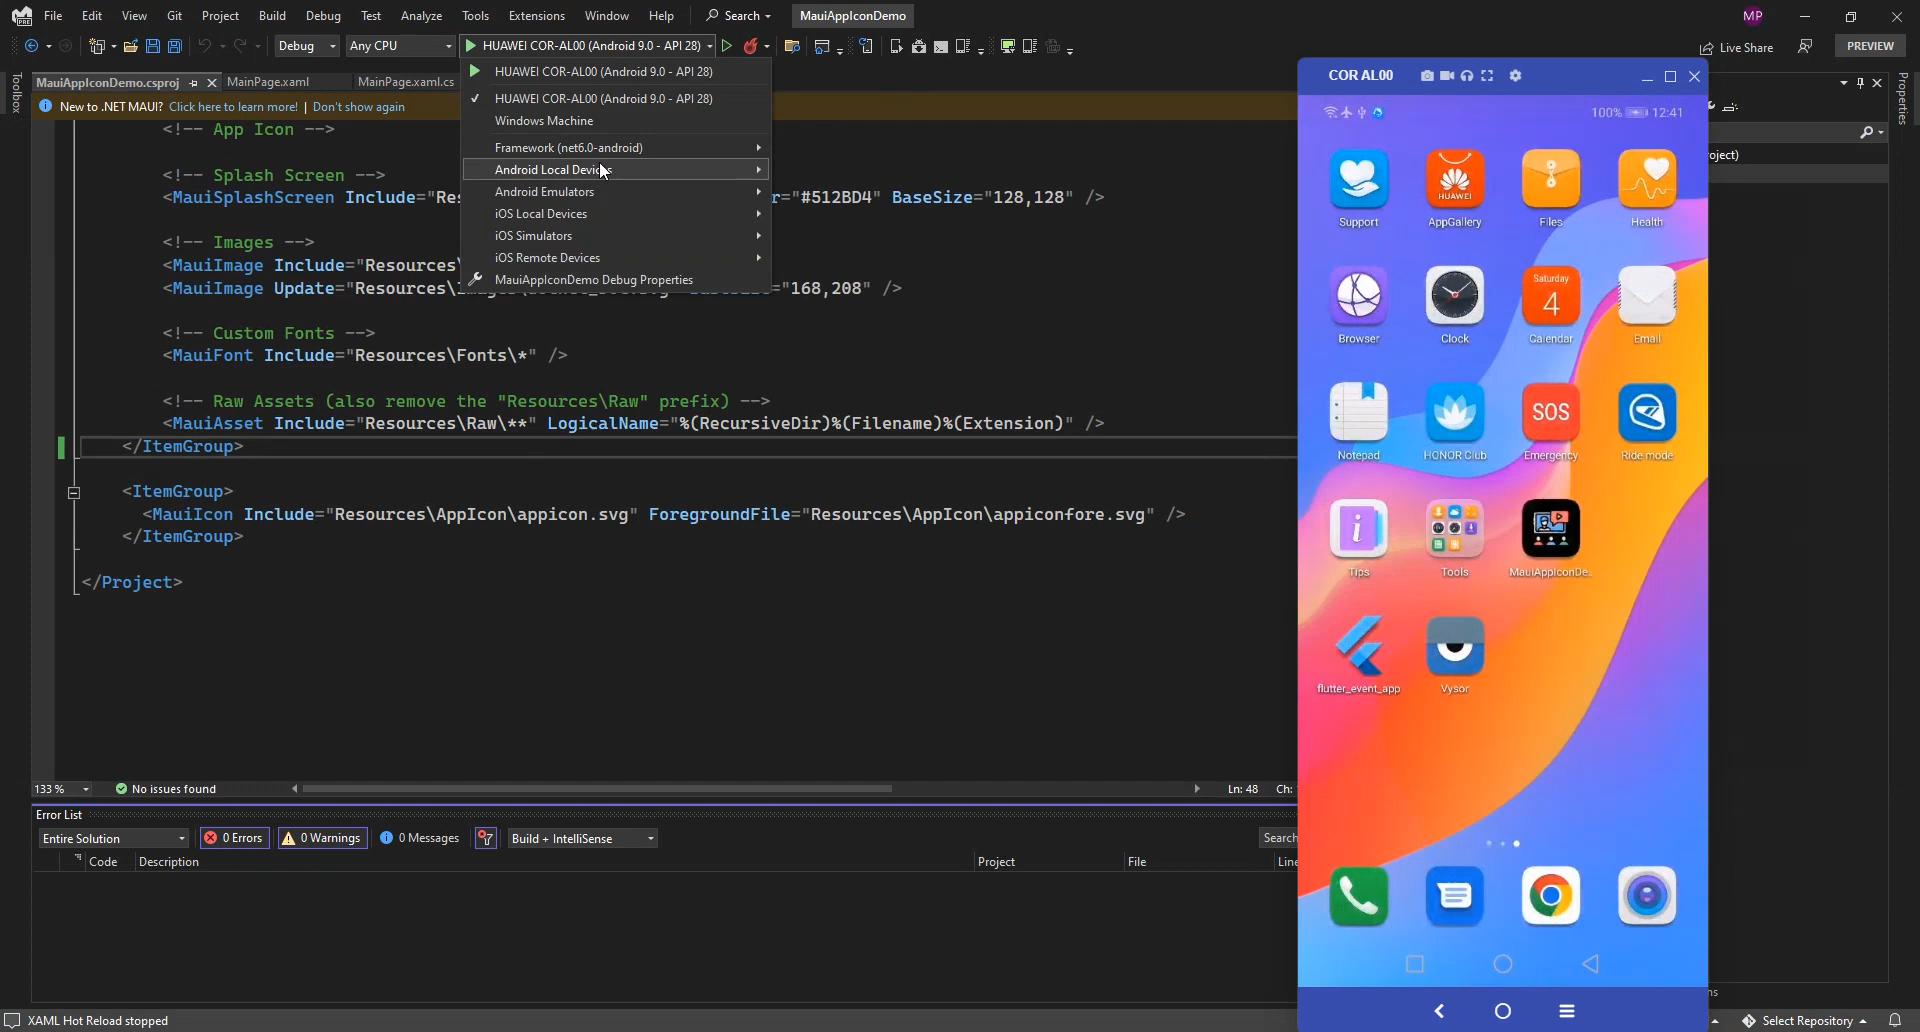 File Edit View Git Project Build Debug Test Analyze Tools Extensions Window Help Search MauiAppIconDemo MP
Debug Any CPU HUAWEI COR-AL00 (Android 9.0 - API 28) Live Share PREVIEW
Toolbox
MauiAppIconDemo.csproj MainPage.xaml MainPage.xaml.cs
New to .NET MAUI? Click here to learn more! | Don't show again
HUAWEI COR-AL00 (Android 9.0 - API 28)
HUAWEI COR-AL00 (Android 9.0 - API 28)
Windows Machine
Framework (net6.0-android)
Android Local Devices
Android Emulators
iOS Local Devices
iOS Simulators
iOS Remote Devices
MauiAppIconDemo Debug Properties
<!-- App Icon -->
<!-- Splash Screen -->
<MauiSplashScreen Include="Res r="#512BD4" BaseSize="128,128" />
<!-- Images -->
<MauiImage Include="Resources\
<MauiImage Update="Resources\ ="168,208" />
<!-- Custom Fonts -->
<MauiFont Include="Resources\Fonts\*" />
<!-- Raw Assets (also remove the "Resources\Raw" prefix) -->
<MauiAsset Include="Resources\Raw\**" LogicalName="%(RecursiveDir)%(Filename)%(Extension)" />
</ItemGroup>
<ItemGroup>
<MauiIcon Include="Resources\AppIcon\appicon.svg" ForegroundFile="Resources\AppIcon\appiconfore.svg" />
</ItemGroup>
</Project>
133 % No issues found Ln: 48 Ch:
Error List
Entire Solution 0 Errors 0 Warnings 0 Messages Build + IntelliSense Search
Code Description Project File Line
XAML Hot Reload stopped
Select Repository
COR AL00
100% 12:41
Support HUAWEI AppGallery Files Health
Saturday
4
Browser Clock Calendar Email
SOS
Notepad HONOR Club Emergency Ride mode
i
Tips Tools MauiAppIconDe..
flutter_event_app Vysor
Properties
oject)
ns